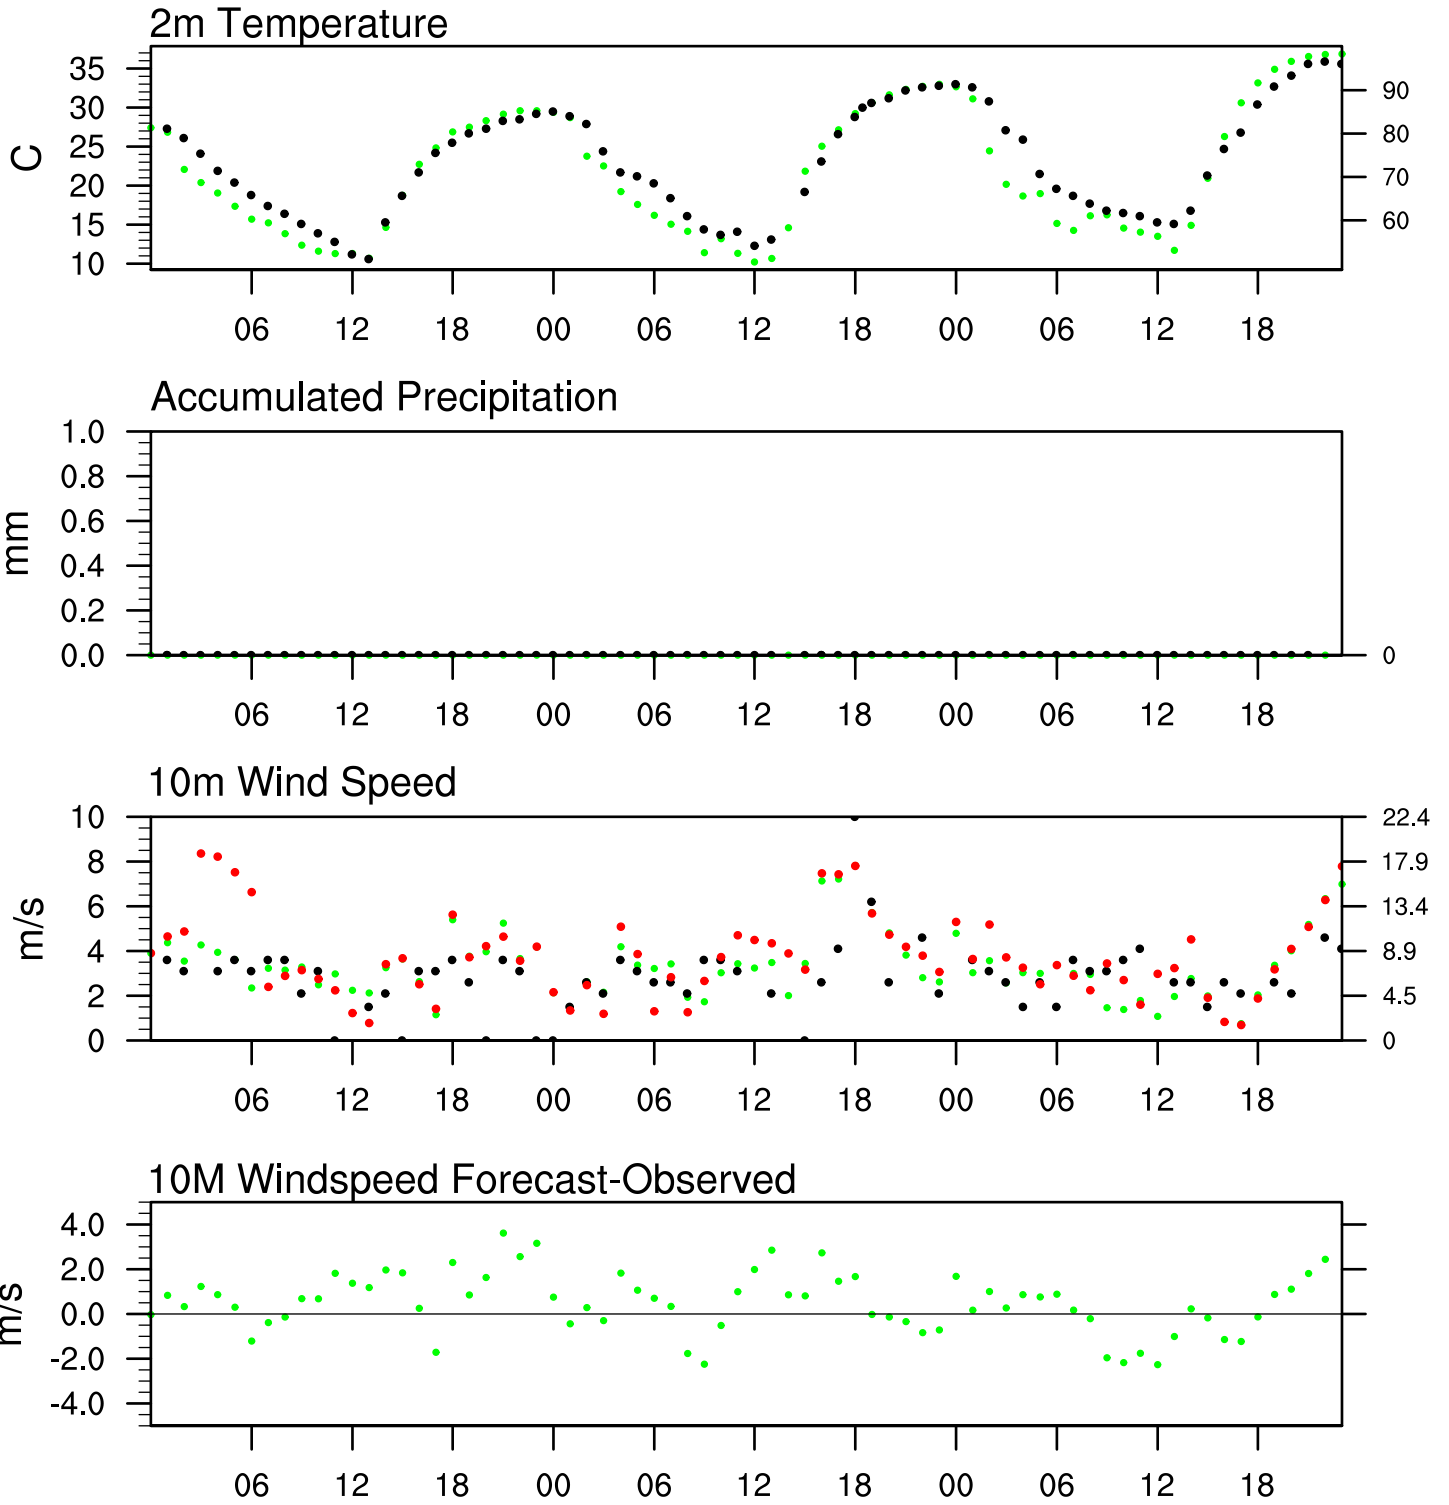 2m Temperature
35
30
25
20
15
10
C
90
80
70
60
06 12 18 00 06 12 18 00 06 12 18
Accumulated Precipitation
1.0
0.8
0.6
0.4
0.2
0.0
mm
0
06 12 18 00 06 12 18 00 06 12 18
10m Wind Speed
10
8
6
4
2
0
m/s
22.4
17.9
13.4
8.9
4.5
0
06 12 18 00 06 12 18 00 06 12 18
10M Windspeed Forecast-Observed
4.0
2.0
0.0
-2.0
-4.0
m/s
06 12 18 00 06 12 18 00 06 12 18